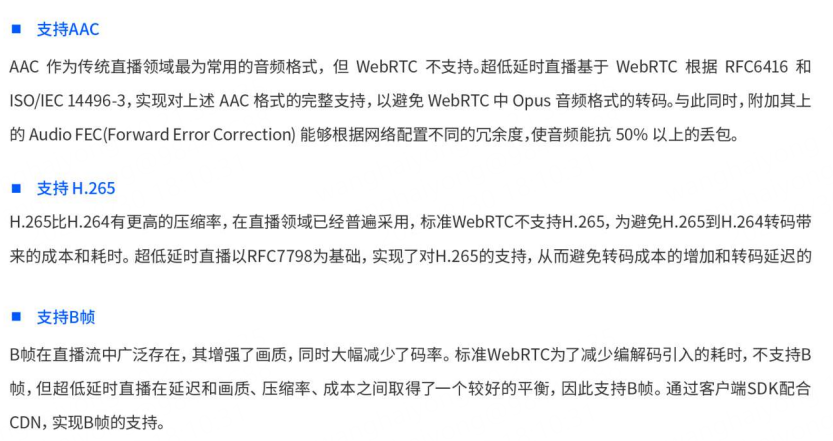 ■ 支持AAC
AAC 作为传统直播领域最为常用的音频格式，但 WebRTC 不支持。超低延时直播基于 WebRTC 根据 RFC6416 和
ISO/IEC 14496-3，实现对上述 AAC 格式的完整支持，以避免 WebRTC 中 Opus 音频格式的转码。与此同时，附加其上
的 Audio FEC(Forward Error Correction) 能够根据网络配置不同的冗余度，使音频能抗 50% 以上的丢包。
■ 支持 H.265
H.265比H.264有更高的压缩率，在直播领域已经普遍采用，标准WebRTC不支持H.265，为避免H.265到H.264转码带
来的成本和耗时。超低延时直播以RFC7798为基础，实现了对H.265的支持，从而避免转码成本的增加和转码延迟的
■ 支持B帧
B帧在直播流中广泛存在，其增强了画质，同时大幅减少了码率。标准WebRTC为了减少编解码引入的耗时，不支持B
帧，但超低延时直播在延迟和画质、压缩率、成本之间取得了一个较好的平衡，因此支持B帧。通过客户端SDK配合
CDN，实现B帧的支持。